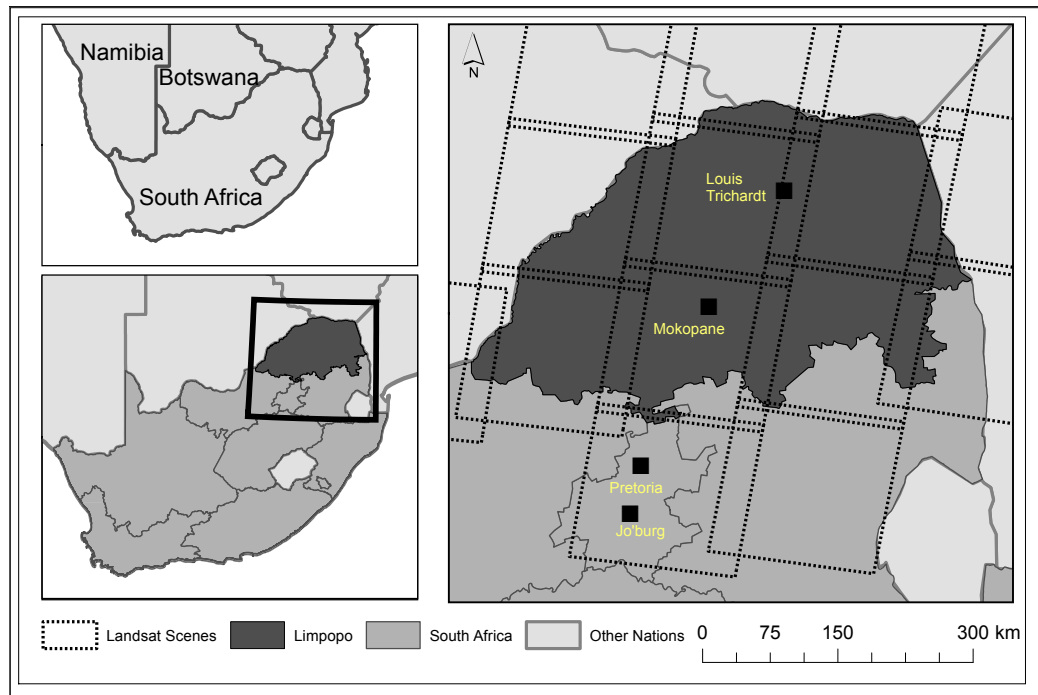 Namibia
Botswana
South Africa
N
Louis
Trichardt
Mokopane
Pretoria
Jo'burg
Landsat Scenes
Limpopo
South Africa
Other Nations
0 75 150 300 km